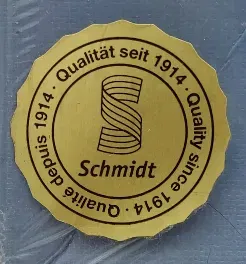 Qualität seit 1914 · Quality since 1914 · Qualité depuis 1914 ·
Schmidt